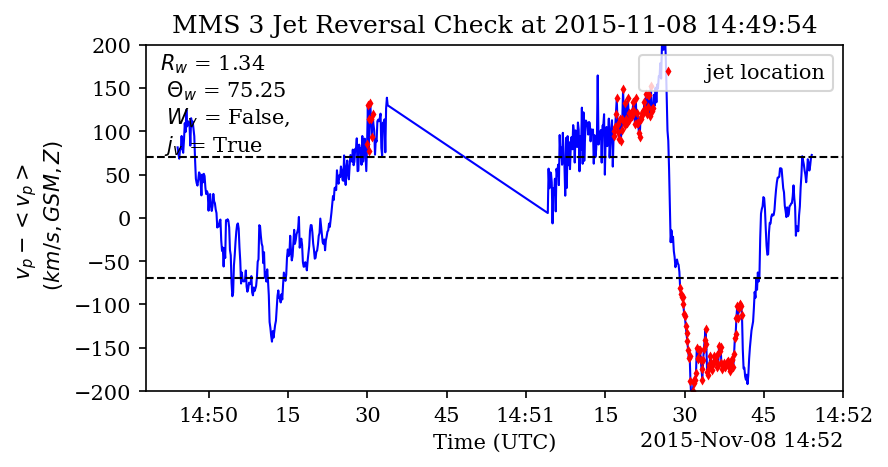 MMS 3 Jet Reversal Check at 2015-11-08 14:49:54
200
150
100
50
0
−50
−100
−150
−200
v_p − < v_p >
(km/s, GSM, Z)
R_w = 1.34
Θ_w = 75.25
W_v = False,
j_w = True
jet location
14:50 15 30 45 14:51 15 30 45 14:52
Time (UTC)
2015-Nov-08 14:52